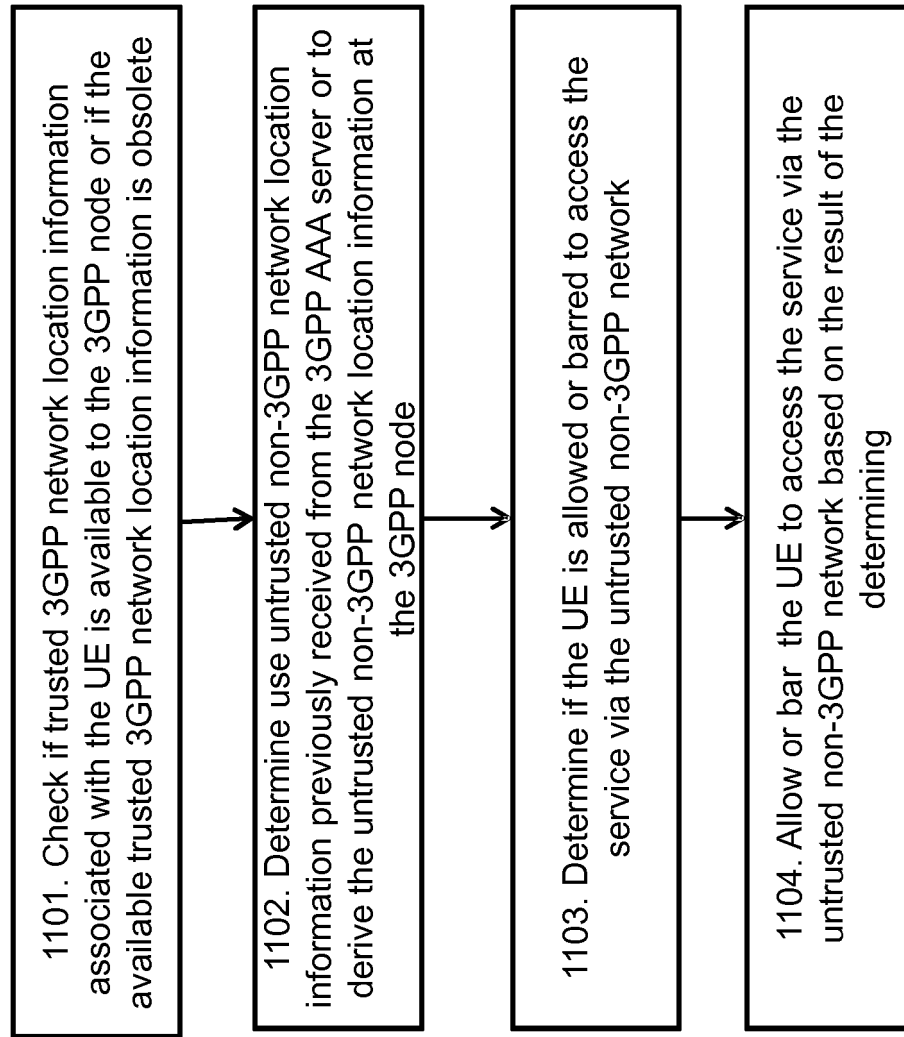 1101. Check if trusted 3GPP network location information
associated with the UE is available to the 3GPP node or if the
available trusted 3GPP network location information is obsolete
1102. Determine use untrusted non-3GPP network location
information previously received from the 3GPP AAA server or to
derive the untrusted non-3GPP network location information at
the 3GPP node
1103. Determine if the UE is allowed or barred to access the
service via the untrusted non-3GPP network
1104. Allow or bar the UE to access the service via the
untrusted non-3GPP network based on the result of the
determining